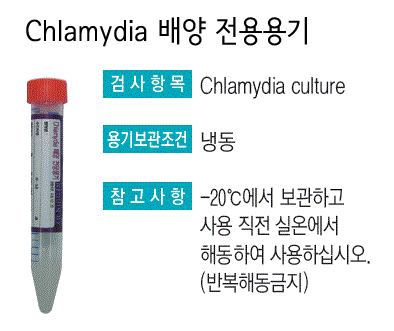 Chlamydia 배양 전용용기
검사항목 Chlamydia culture
용기보관조건 냉동
참고사항 -20℃에서 보관하고
사용 직전 실온에서
해동하여 사용하십시오.
(반복해동금지)